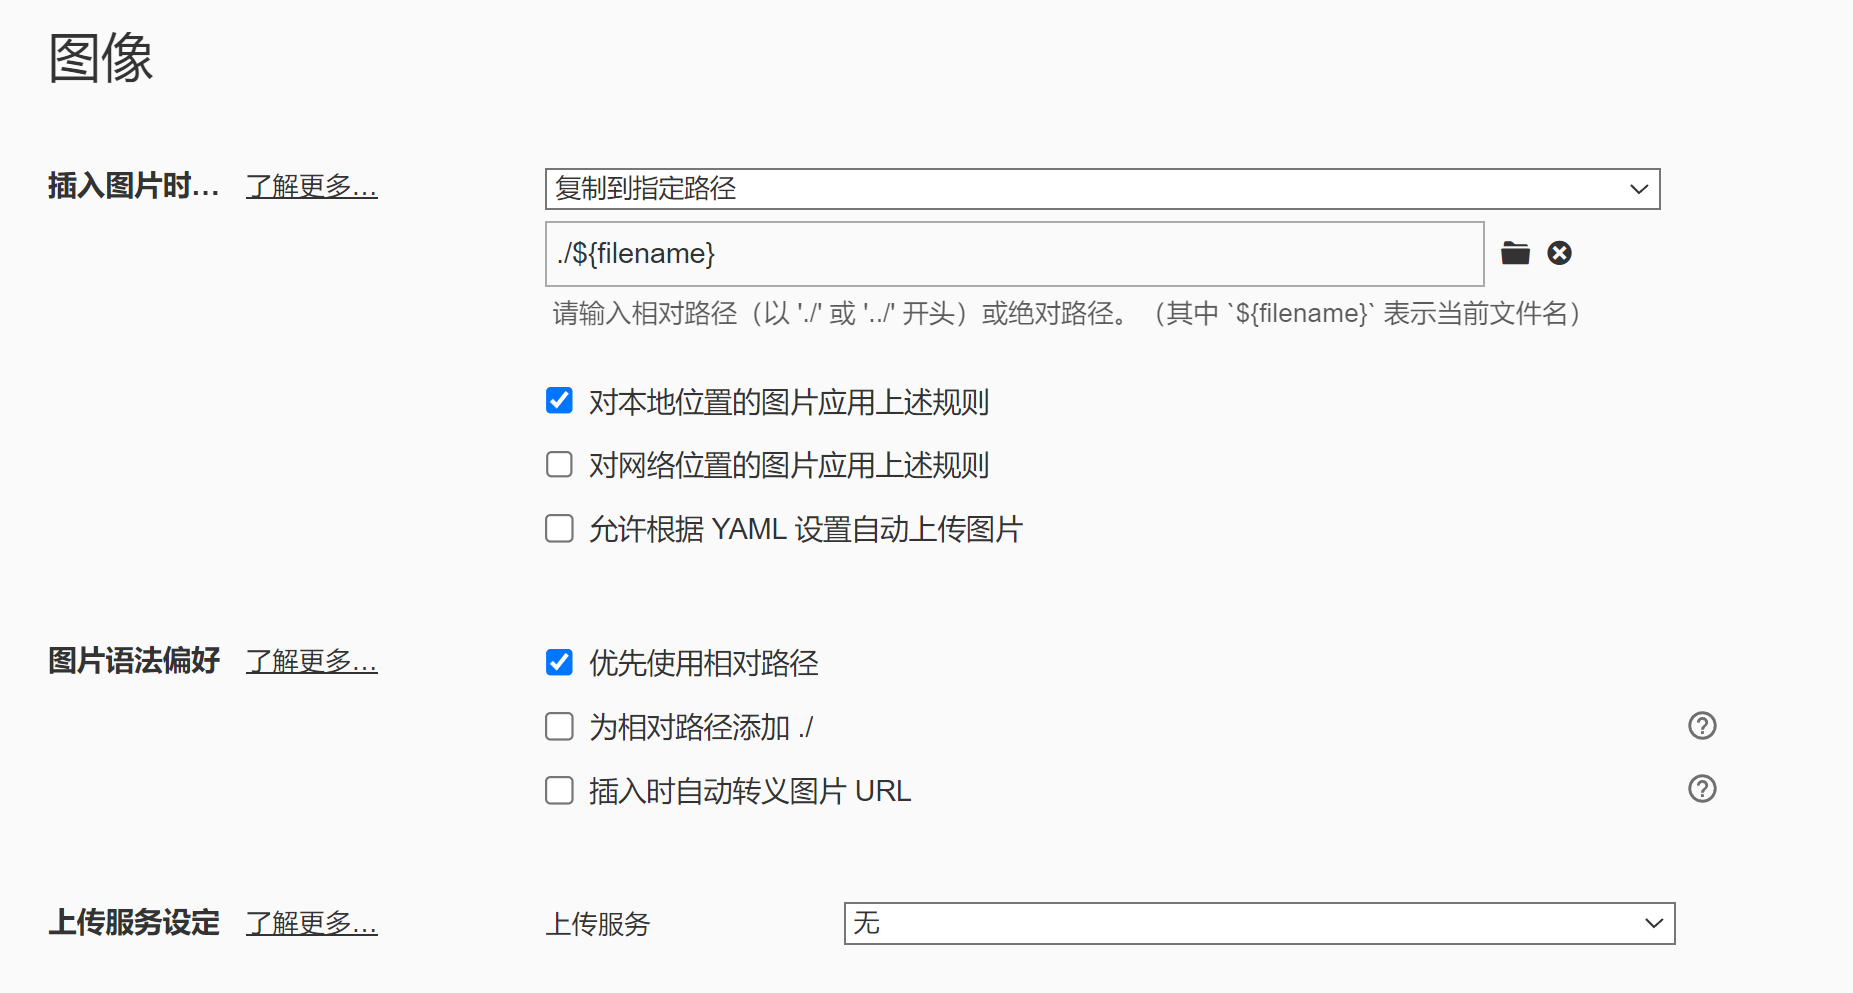 图像
插入图片时... 了解更多...
复制到指定路径
./${filename}
请输入相对路径（以 './' 或 '../' 开头）或绝对路径。（其中 `${filename}` 表示当前文件名）
对本地位置的图片应用上述规则
对网络位置的图片应用上述规则
允许根据 YAML 设置自动上传图片
图片语法偏好 了解更多...
优先使用相对路径
为相对路径添加 ./
插入时自动转义图片 URL
上传服务设定 了解更多...
上传服务 无